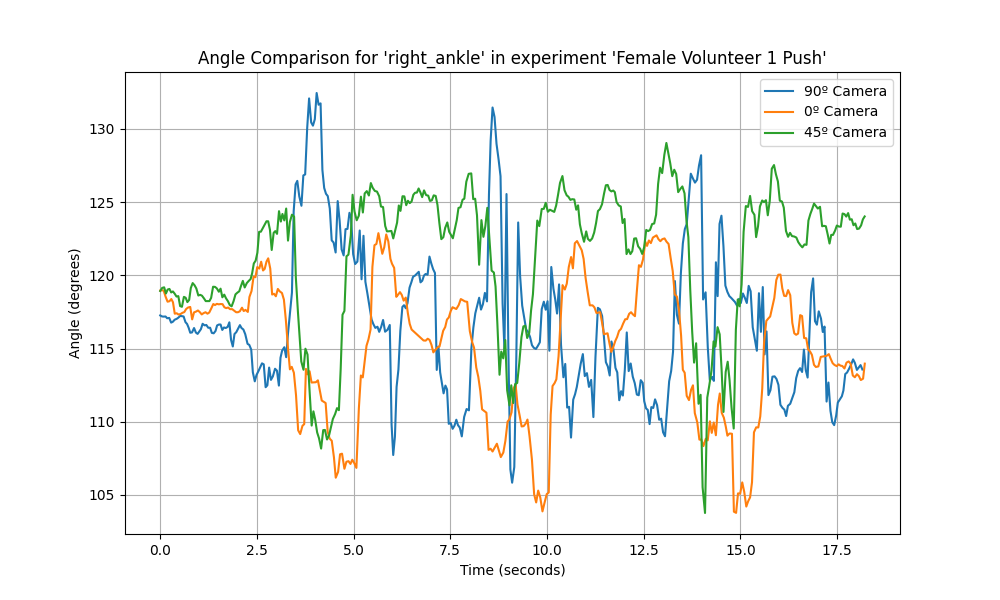 Angle Comparison for 'right_ankle' in experiment 'Female Volunteer 1 Push'
90º Camera
0º Camera
45º Camera
130
125
120
115
110
105
Angle (degrees)
0.0 2.5 5.0 7.5 10.0 12.5 15.0 17.5
Time (seconds)